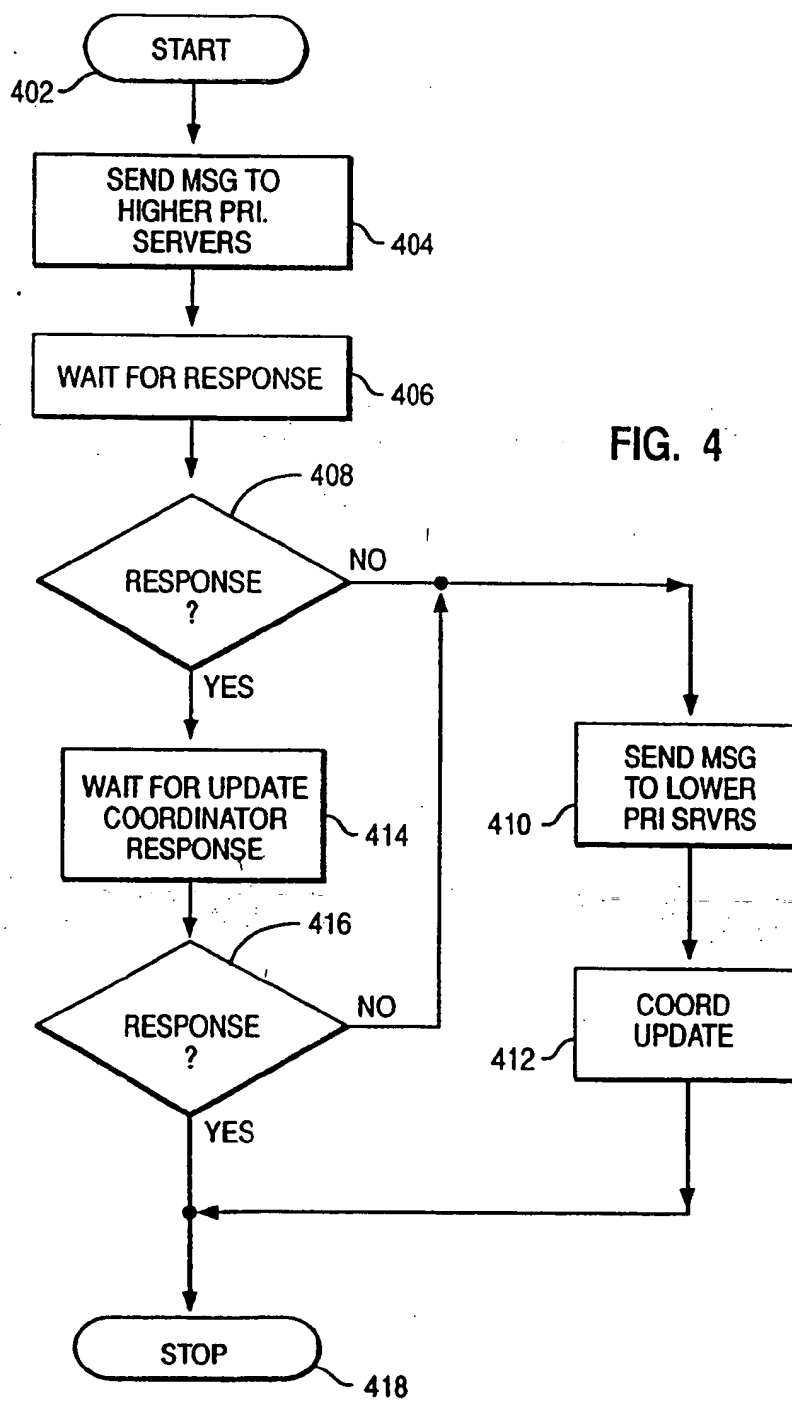 START
402
SEND MSG TO
HIGHER PRI.
SERVERS
404
WAIT FOR RESPONSE
406
FIG. 4
408
RESPONSE
?
NO
YES
WAIT FOR UPDATE
COORDINATOR
RESPONSE
414
SEND MSG
TO LOWER
PRI SRVRS
410
416
RESPONSE
?
NO
YES
COORD
UPDATE
412
STOP
418